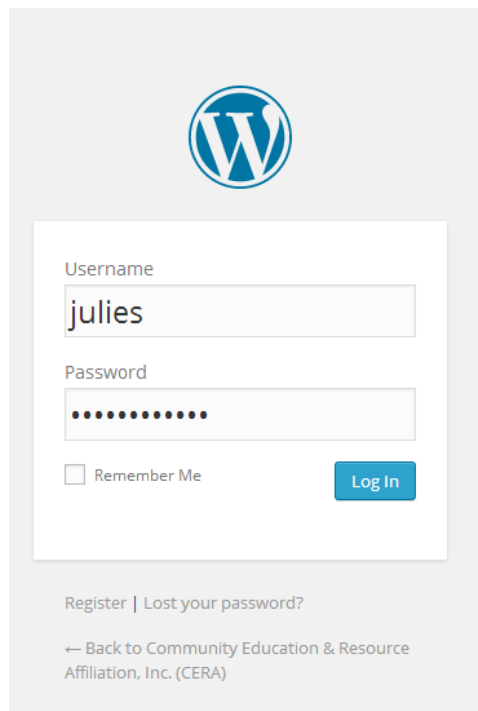 Username
julies
Password
••••••••••••
Remember Me
Log In
Register | Lost your password?
← Back to Community Education & Resource
Affiliation, Inc. (CERA)